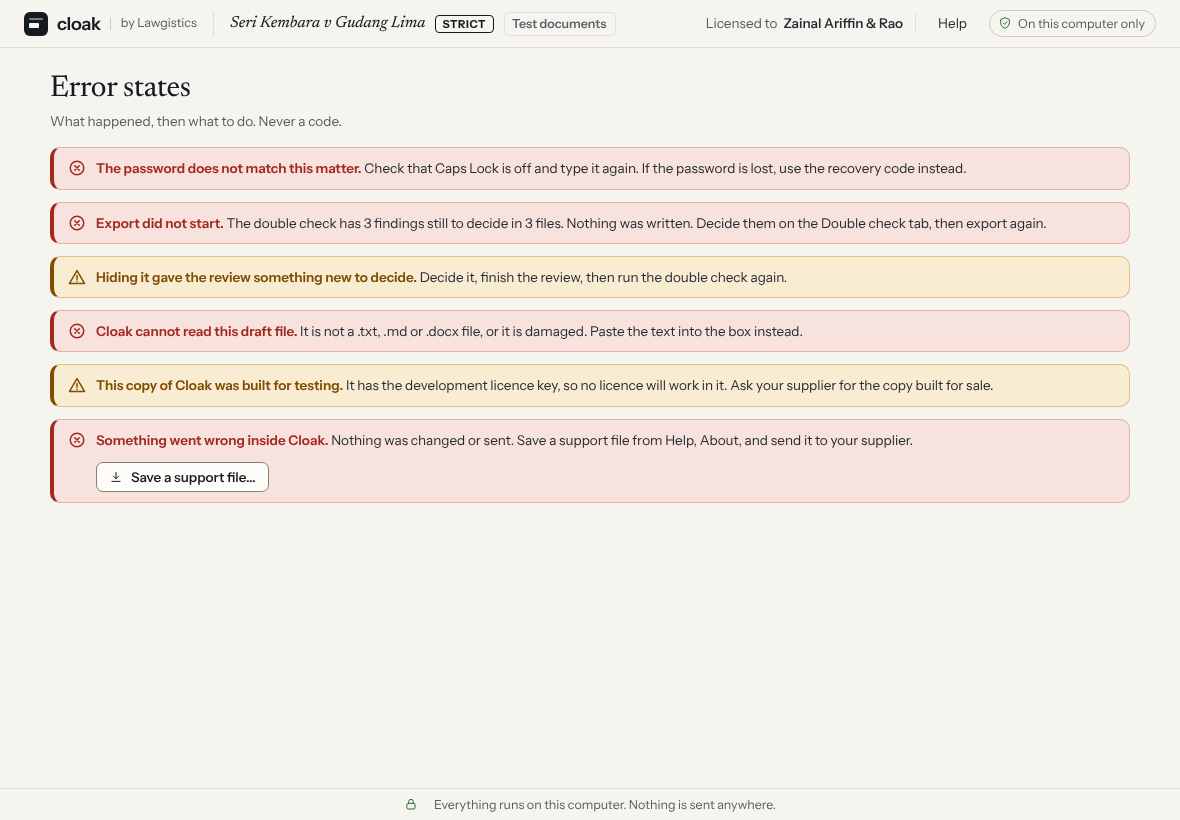 cloak by Lawgistics Seri Kembara v Gudang Lima STRICT Test documents Licensed to Zainal Ariffin & Rao Help On this computer only
Error states
What happened, then what to do. Never a code.
The password does not match this matter. Check that Caps Lock is off and type it again. If the password is lost, use the recovery code instead.
Export did not start. The double check has 3 findings still to decide in 3 files. Nothing was written. Decide them on the Double check tab, then export again.
Hiding it gave the review something new to decide. Decide it, finish the review, then run the double check again.
Cloak cannot read this draft file. It is not a .txt, .md or .docx file, or it is damaged. Paste the text into the box instead.
This copy of Cloak was built for testing. It has the development licence key, so no licence will work in it. Ask your supplier for the copy built for sale.
Something went wrong inside Cloak. Nothing was changed or sent. Save a support file from Help, About, and send it to your supplier.
Save a support file...
Everything runs on this computer. Nothing is sent anywhere.